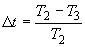 Δt = (T₂ − T₃) / T₂